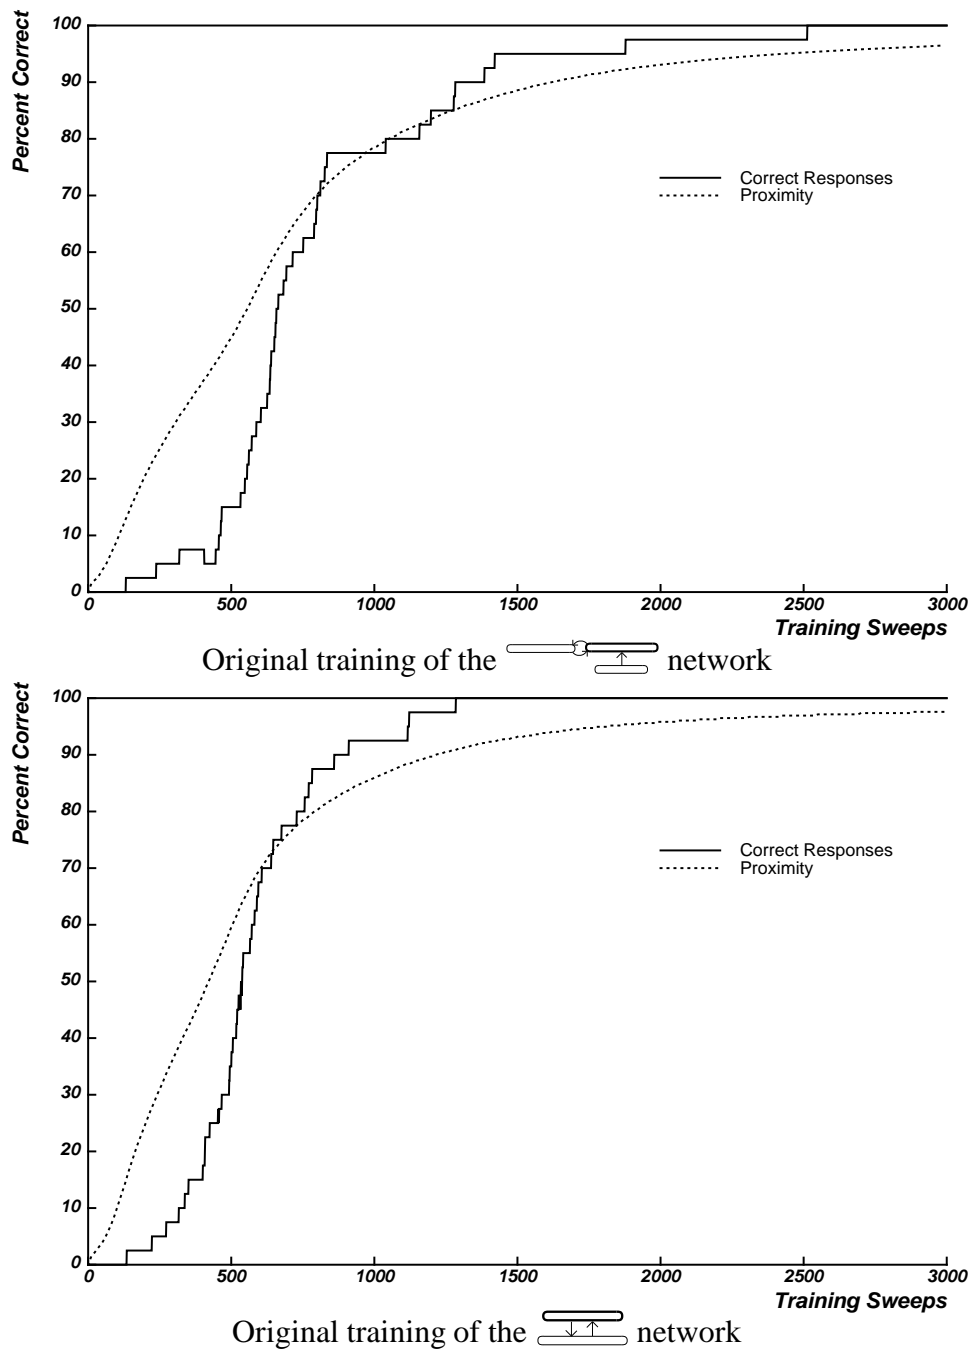 Percent Correct
100
90
80
70
60
50
40
30
20
10
0
Correct Responses
Proximity
0 500 1000 1500 2000 2500 3000
Training Sweeps
Original training of the network
Percent Correct
100
90
80
70
60
50
40
30
20
10
0
Correct Responses
Proximity
0 500 1000 1500 2000 2500 3000
Training Sweeps
Original training of the network